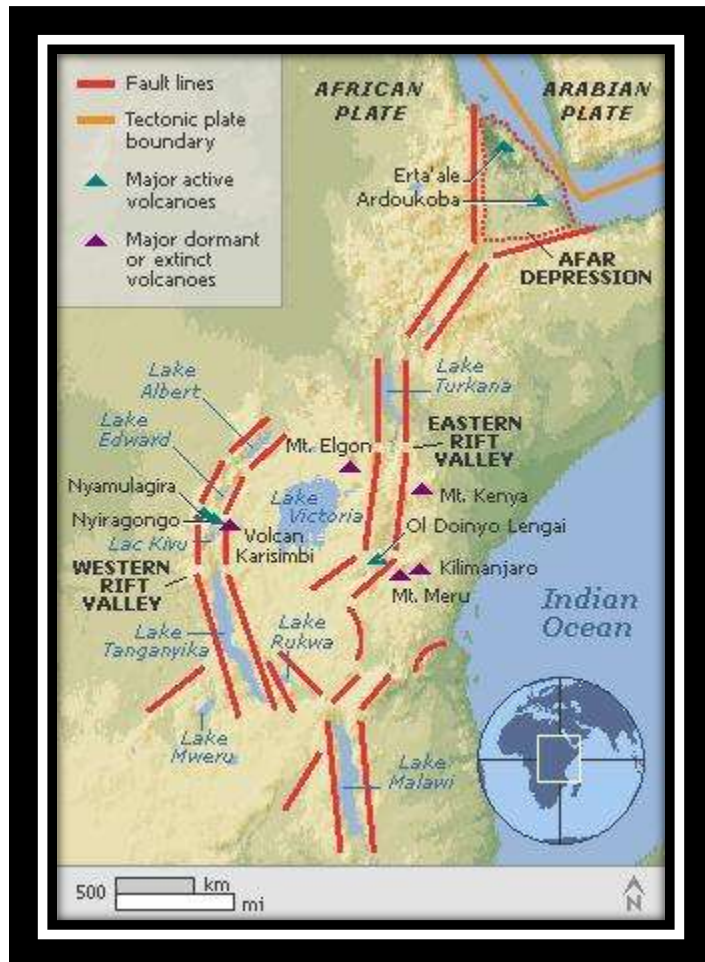 Fault lines
Tectonic plate
boundary
Major active
volcanoes
Major dormant
or extinct
volcanoes
AFRICAN
PLATE
ARABIAN
PLATE
Erta'ale
Ardoukoba
AFAR
DEPRESSION
Lake
Turkana
Lake
Albert
Lake
Edward
EASTERN
RIFT
VALLEY
Mt. Elgon
Mt. Kenya
Nyamulagira
Nyiragongo
Lake
Victoria
Ol Doinyo Lengai
Volcan
Karisimbi
Lac Kivu
WESTERN
RIFT
VALLEY
Kilimanjaro
Mt. Meru
Indian
Ocean
Lake
Tanganyika
Lake
Rukwa
Lake
Mweru
Lake
Malawi
500
km
mi
N